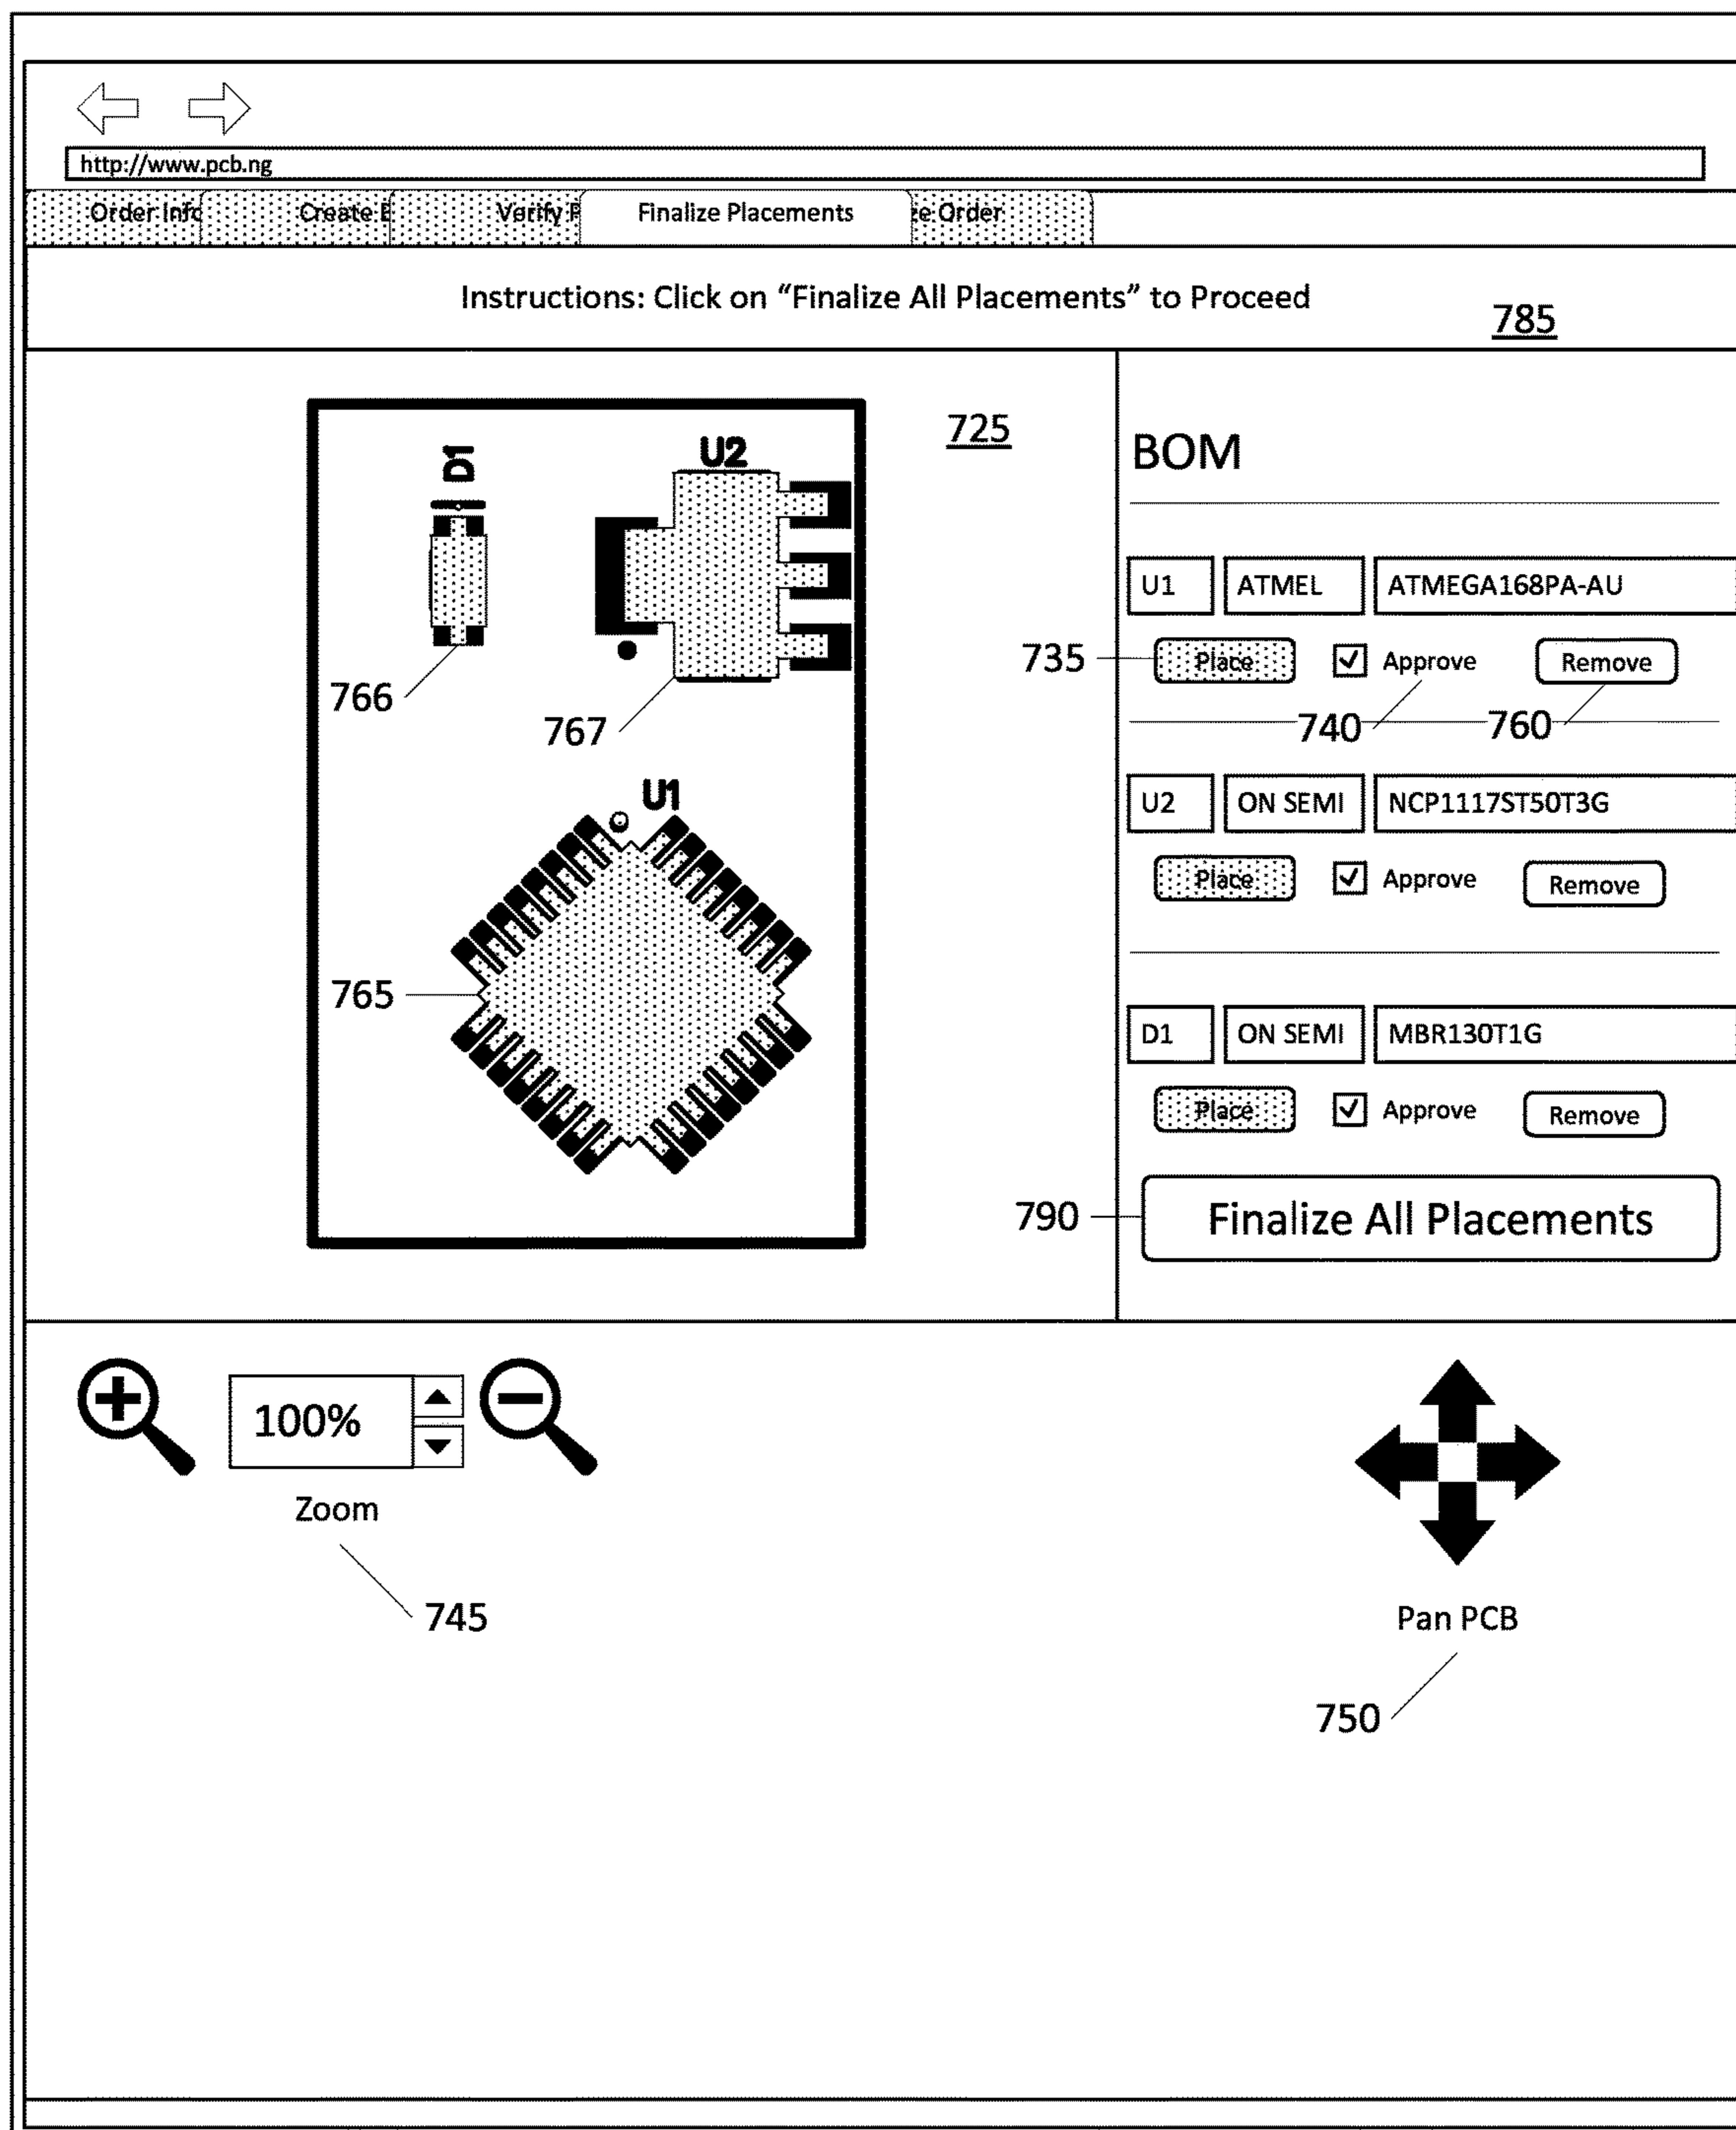 http://www.pcb.ng
Order Info Create Verify Finalize Placements Order
Instructions: Click on “Finalize All Placements” to Proceed
785
725
D1
U2
766
767
U1
765
BOM
U1 ATMEL ATMEGA168PA-AU
735 Place Approve Remove
740 760
U2 ON SEMI NCP1117ST50T3G
Place Approve Remove
D1 ON SEMI MBR130T1G
Place Approve Remove
790 Finalize All Placements
100%
Zoom
745
Pan PCB
750